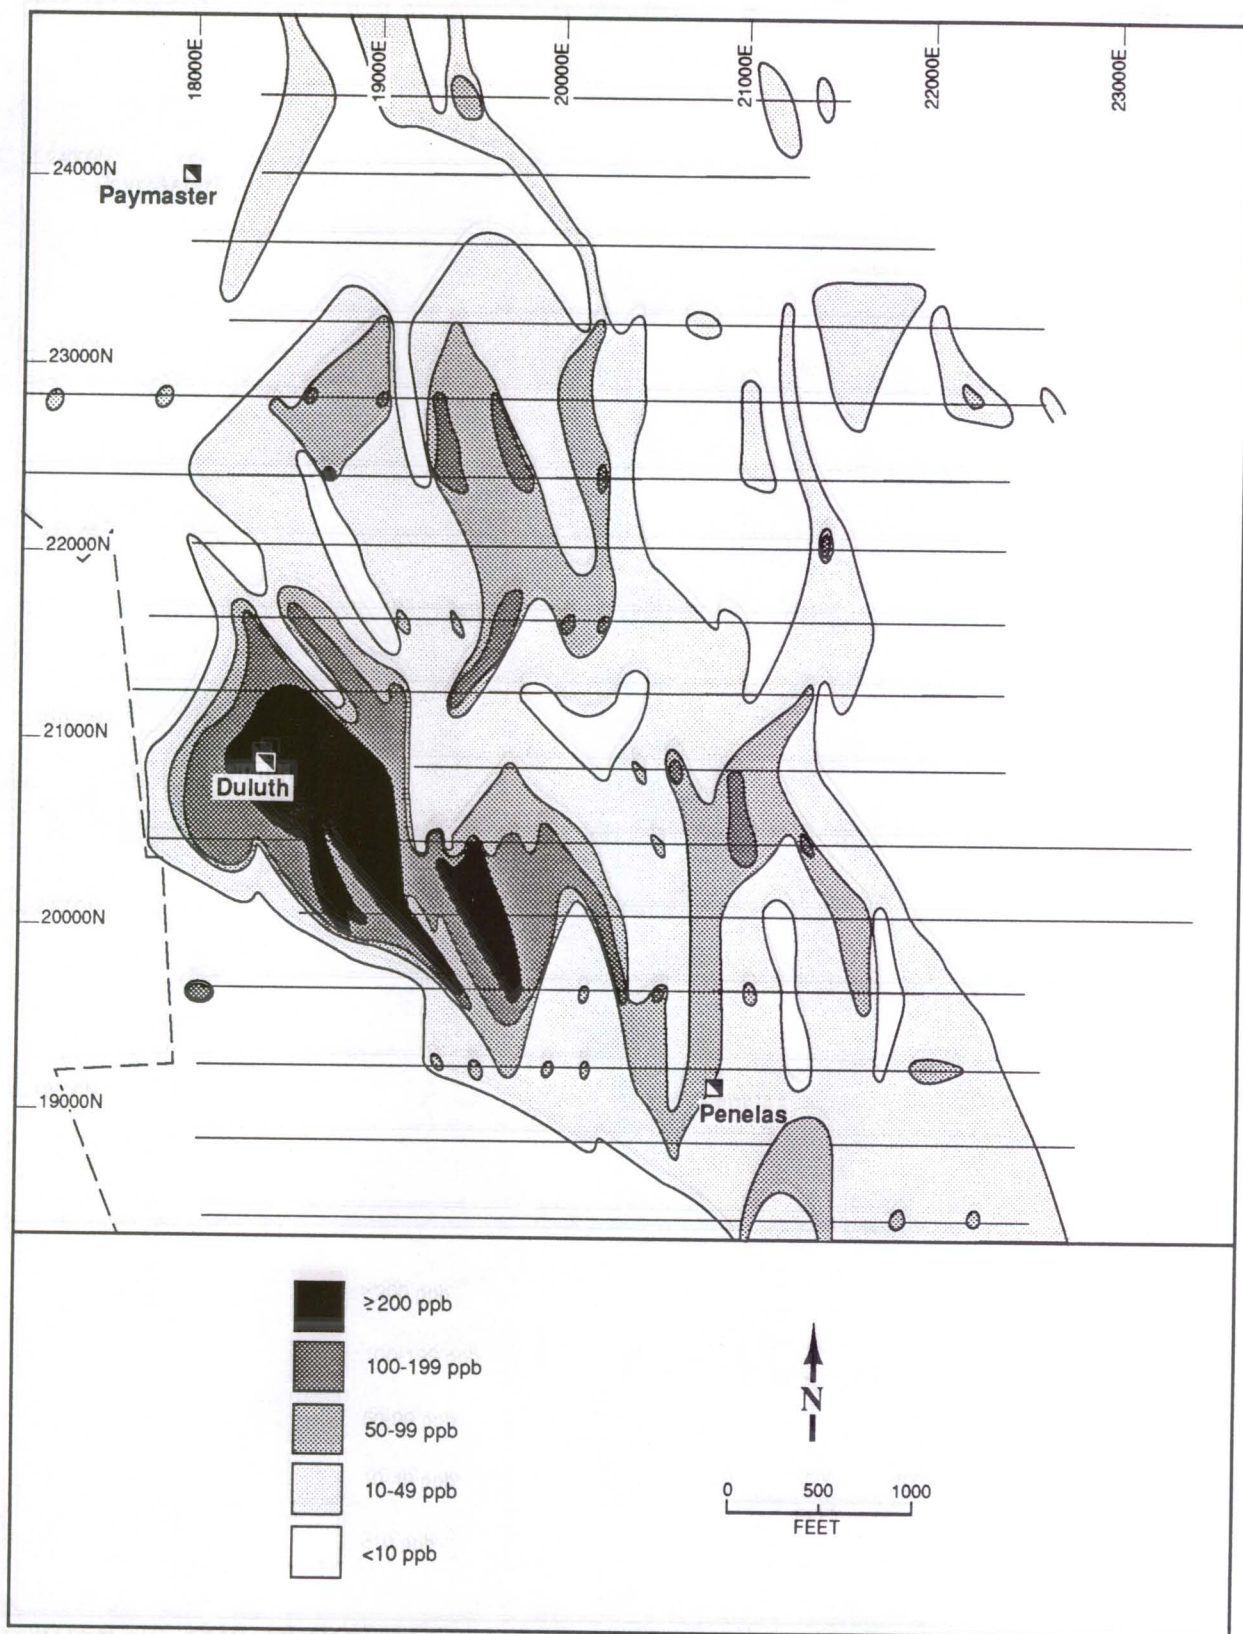 18000E
19000E
20000E
21000E
22000E
23000E
24000N
Paymaster
23000N
22000N
21000N
Duluth
20000N
19000N
Penelas
≥200 ppb
100-199 ppb
50-99 ppb
10-49 ppb
<10 ppb
N
0 500 1000
FEET